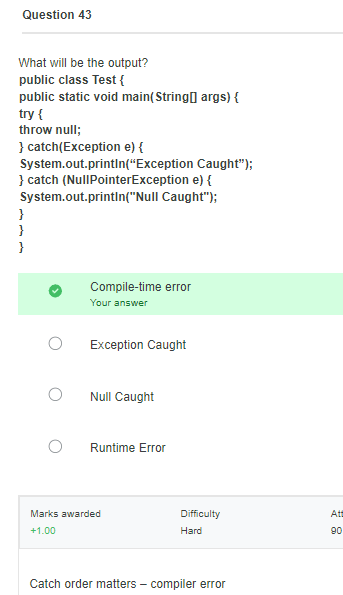 Question 43
What will be the output?
public class Test {
public static void main(String[] args) {
try {
throw null;
} catch(Exception e) {
System.out.println(“Exception Caught”);
} catch (NullPointerException e) {
System.out.println("Null Caught");
}
}
}
Compile-time error
Your answer
Exception Caught
Null Caught
Runtime Error
Marks awarded Difficulty Att
+1.00 Hard 90
Catch order matters – compiler error